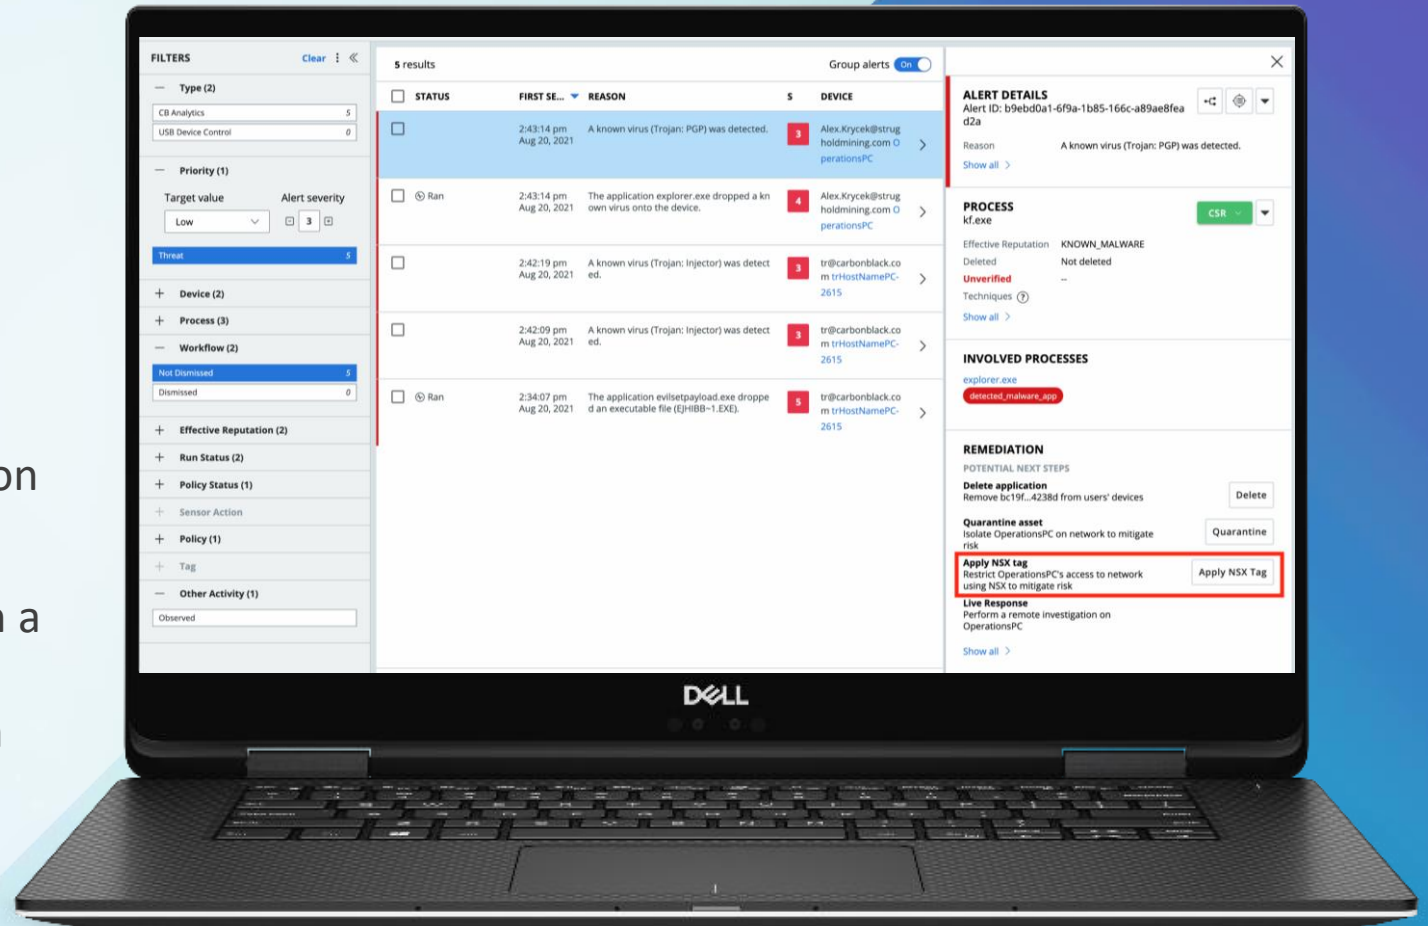 on
n a
FILTERS
Clear
Type (2)
CB Analytics 5
USB Device Control 0
Priority (1)
Target value Alert severity
Low 3
Threat 5
Device (2)
Process (3)
Workflow (2)
Not Dismissed 5
Dismissed 0
Effective Reputation (2)
Run Status (2)
Policy Status (1)
Sensor Action
Policy (1)
Tag
Other Activity (1)
Observed
5 results
Group alerts On
STATUS FIRST SE... REASON S DEVICE
2:43:14 pm A known virus (Trojan: PGP) was detected. 3 Alex.Krycek@strug
Aug 20, 2021 holdmining.com O
perationsPC
Ran 2:43:14 pm The application explorer.exe dropped a kn 4 Alex.Krycek@strug
Aug 20, 2021 own virus onto the device. holdmining.com O
perationsPC
2:42:19 pm A known virus (Trojan: Injector) was detect 3 tr@carbonblack.co
Aug 20, 2021 ed. m trHostNamePC-
2615
2:42:09 pm A known virus (Trojan: Injector) was detect 3 tr@carbonblack.co
Aug 20, 2021 ed. m trHostNamePC-
2615
Ran 2:34:07 pm The application evilsetpayload.exe droppe 5 tr@carbonblack.co
Aug 20, 2021 d an executable file (EJHIBB~1.EXE). m trHostNamePC-
2615
ALERT DETAILS
Alert ID: b9ebd0a1-6f9a-1b85-166c-a89ae8fea
d2a
Reason A known virus (Trojan: PGP) was detected.
Show all
PROCESS
kf.exe
CSR
Effective Reputation KNOWN_MALWARE
Deleted Not deleted
Unverified --
Techniques ?
Show all
INVOLVED PROCESSES
explorer.exe
detected_malware_app
REMEDIATION
POTENTIAL NEXT STEPS
Delete application
Remove bc19f...4238d from users' devices
Delete
Quarantine asset
Isolate OperationsPC on network to mitigate
risk
Quarantine
Apply NSX tag
Restrict OperationsPC's access to network
using NSX to mitigate risk
Apply NSX Tag
Live Response
Perform a remote investigation on
OperationsPC
Show all
DELL